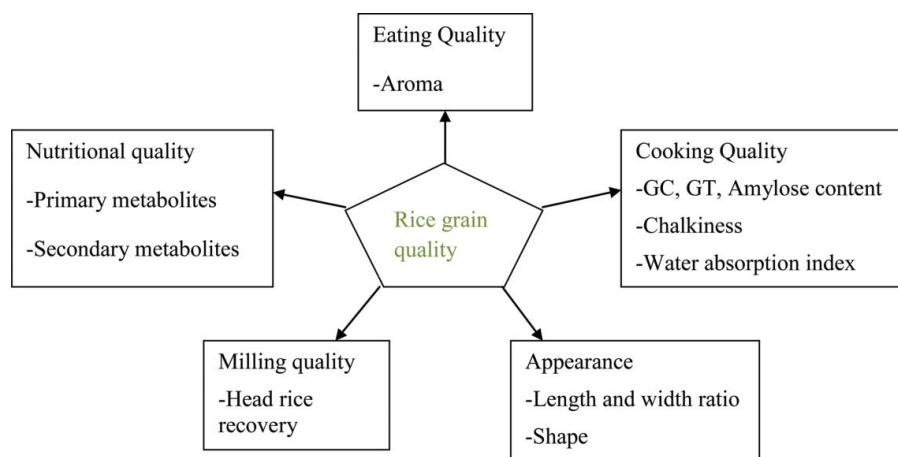 Eating Quality
-Aroma
Nutritional quality
-Primary metabolites
-Secondary metabolites
Cooking Quality
-GC, GT, Amylose content
-Chalkiness
-Water absorption index
Rice grain
quality
Milling quality
-Head rice
recovery
Appearance
-Length and width ratio
-Shape